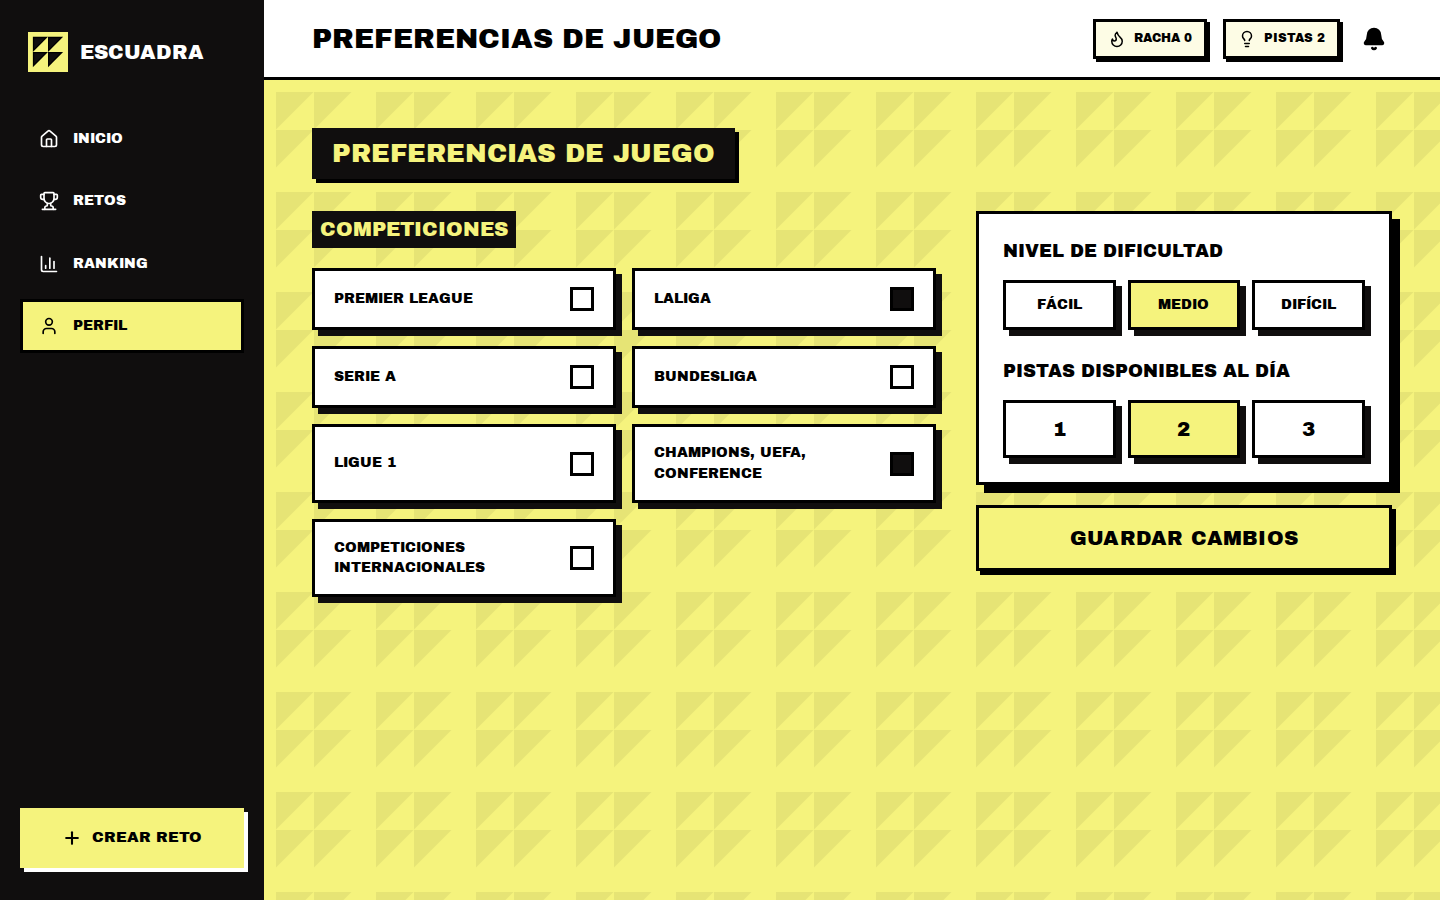 ESCUADRA
INICIO
RETOS
RANKING
PERFIL
CREAR RETO
PREFERENCIAS DE JUEGO
RACHA 0
PISTAS 2
PREFERENCIAS DE JUEGO
COMPETICIONES
PREMIER LEAGUE
LALIGA
SERIE A
BUNDESLIGA
LIGUE 1
CHAMPIONS, UEFA,
CONFERENCE
COMPETICIONES
INTERNACIONALES
NIVEL DE DIFICULTAD
FÁCIL
MEDIO
DIFÍCIL
PISTAS DISPONIBLES AL DÍA
1
2
3
GUARDAR CAMBIOS